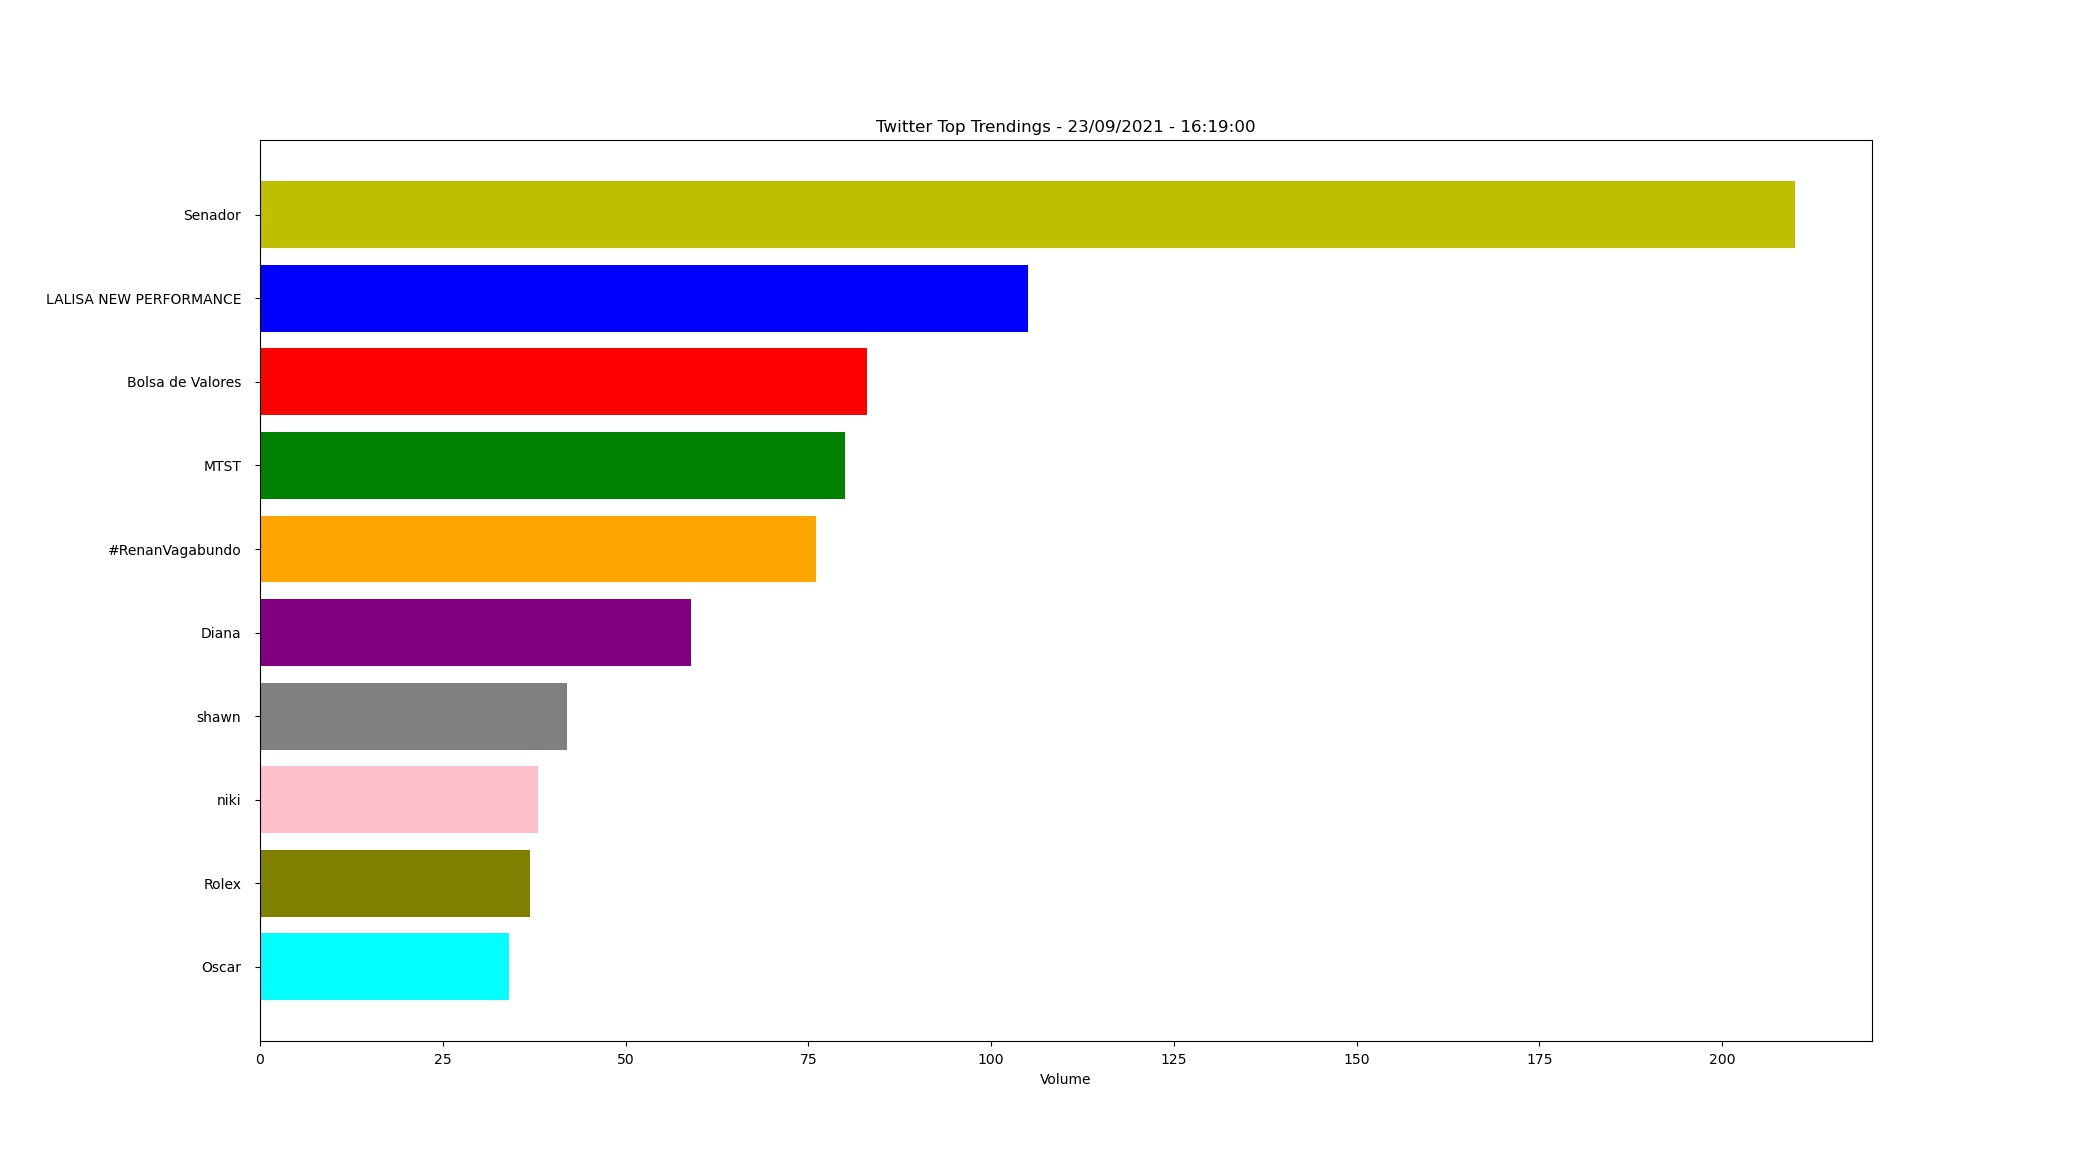 Twitter Top Trendings - 23/09/2021 - 16:19:00
Senador
LALISA NEW PERFORMANCE
Bolsa de Valores
MTST
#RenanVagabundo
Diana
shawn
niki
Rolex
Oscar
0 25 50 75 100 125 150 175 200
Volume